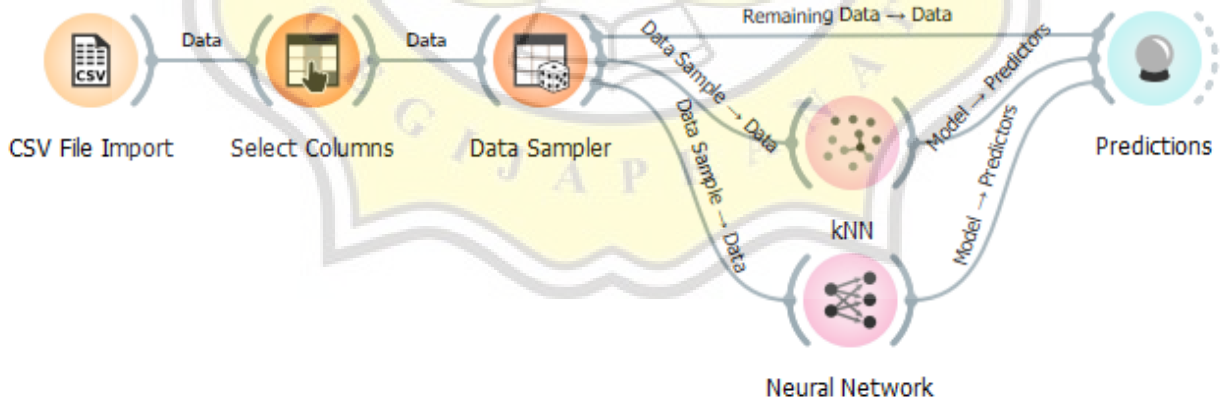 Remaining Data → Data
Data
Data
CSV
Data Sample → Data
Model → Predictors
CSV File Import
Select Columns
Data Sampler
Predictions
Data Sample → Data
Model → Predictors
kNN
Neural Network
G I J A P
A